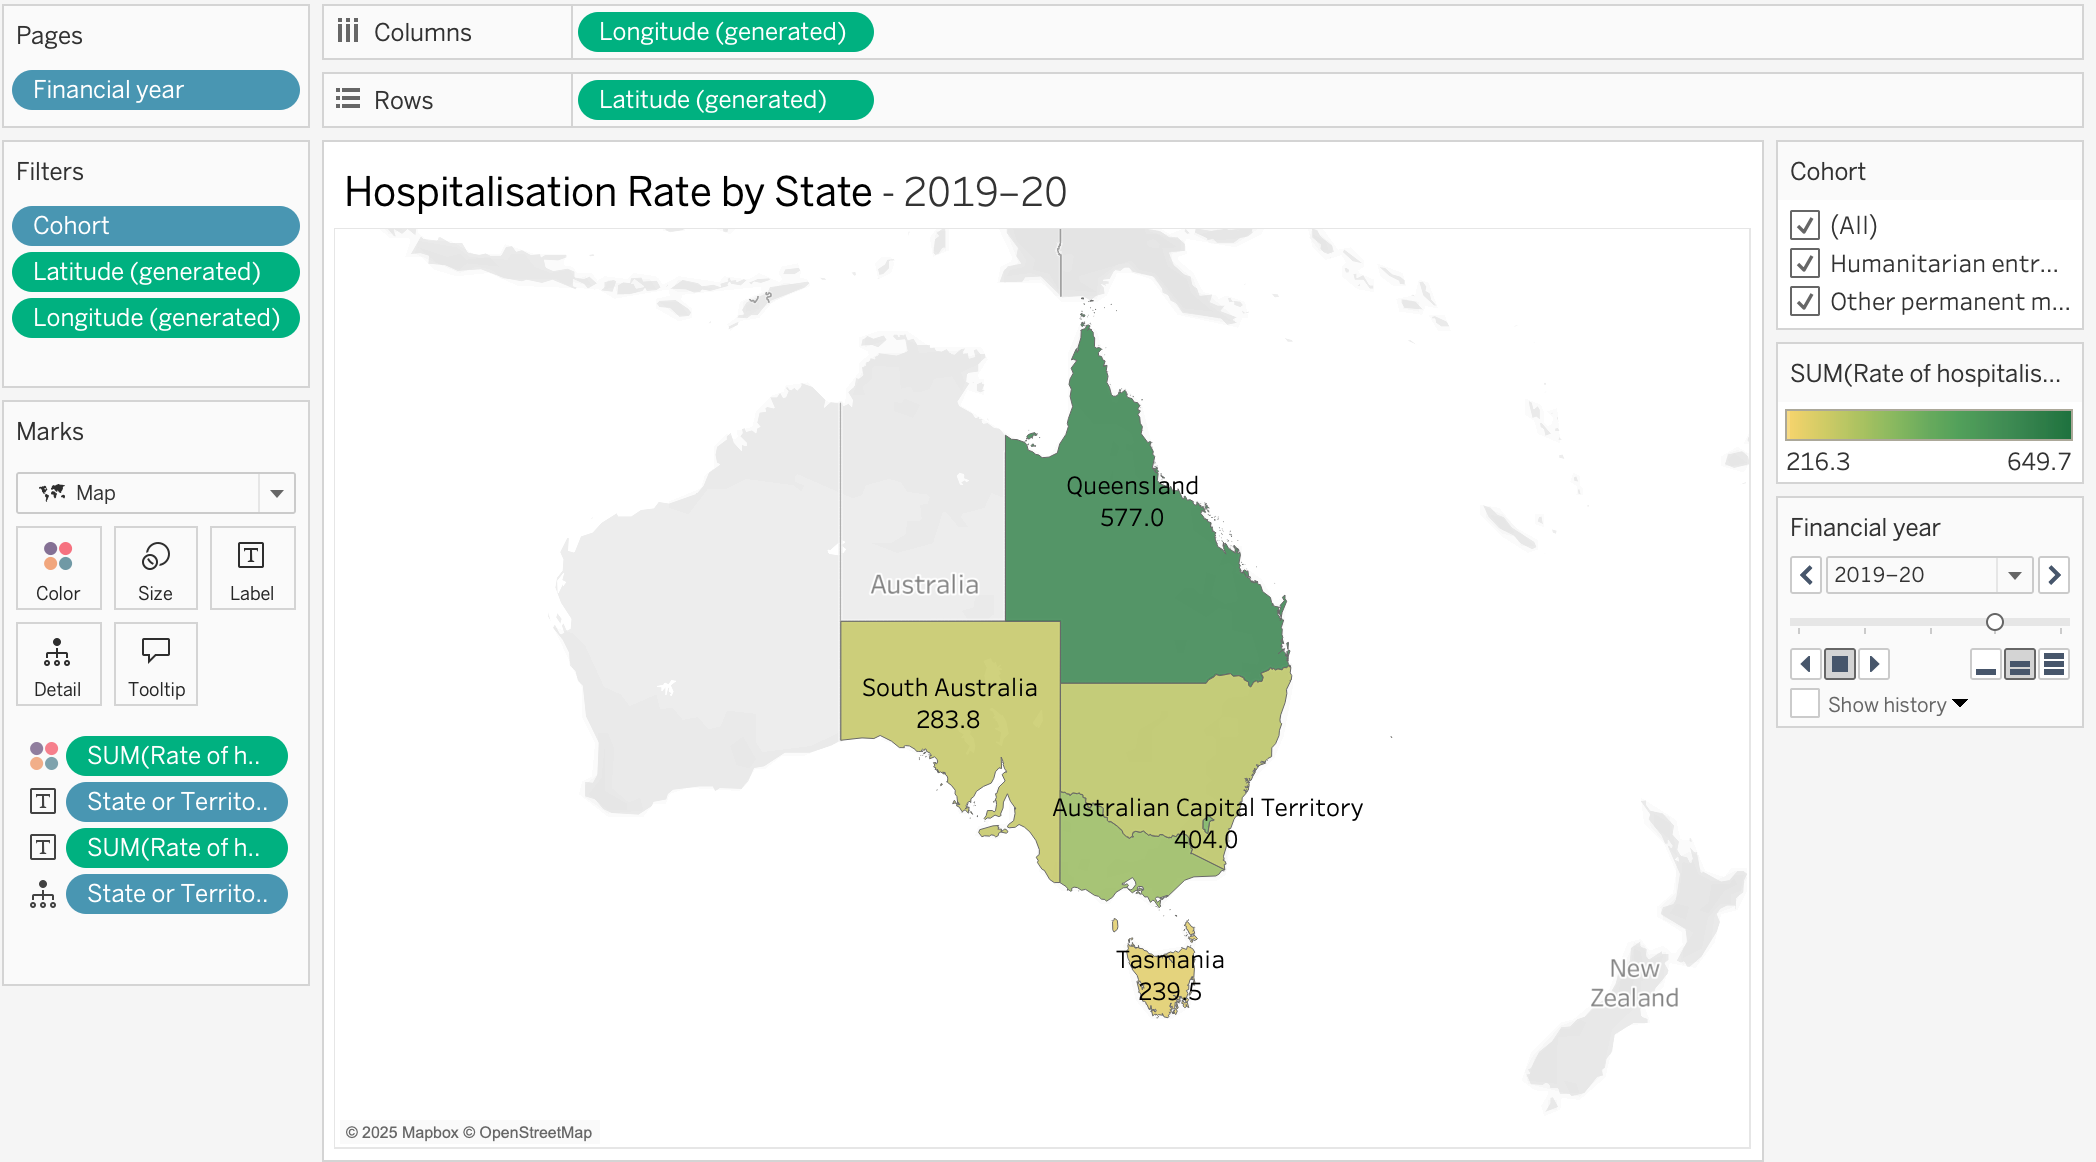 Pages
Financial year
Columns
Longitude (generated)
Rows
Latitude (generated)
Filters
Cohort
Latitude (generated)
Longitude (generated)
Marks
Map
Color
Size
Label
Detail
Tooltip
SUM(Rate of h..
State or Territo..
SUM(Rate of h..
State or Territo..
Hospitalisation Rate by State - 2019–20
Queensland
577.0
Australia
South Australia
283.8
Australian Capital Territory
404.0
Tasmania
239.5
New
Zealand
© 2025 Mapbox © OpenStreetMap
Cohort
(All)
Humanitarian entr...
Other permanent m...
SUM(Rate of hospitalis...
216.3
649.7
Financial year
2019–20
Show history